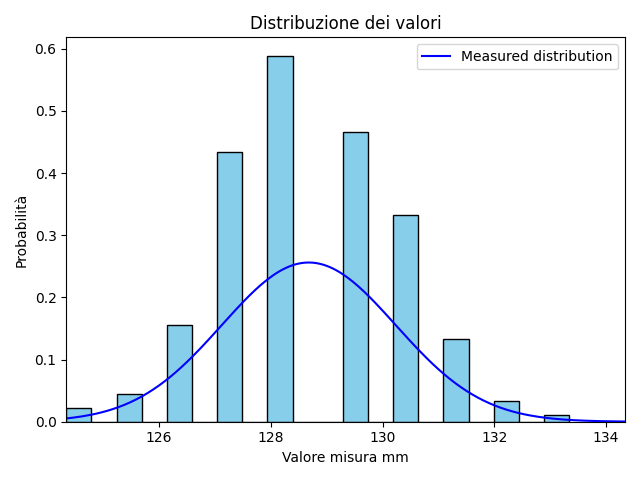 Distribuzione dei valori
Measured distribution
0.6
0.5
0.4
0.3
0.2
0.1
0.0
Probabilità
126 128 130 132 134
Valore misura mm